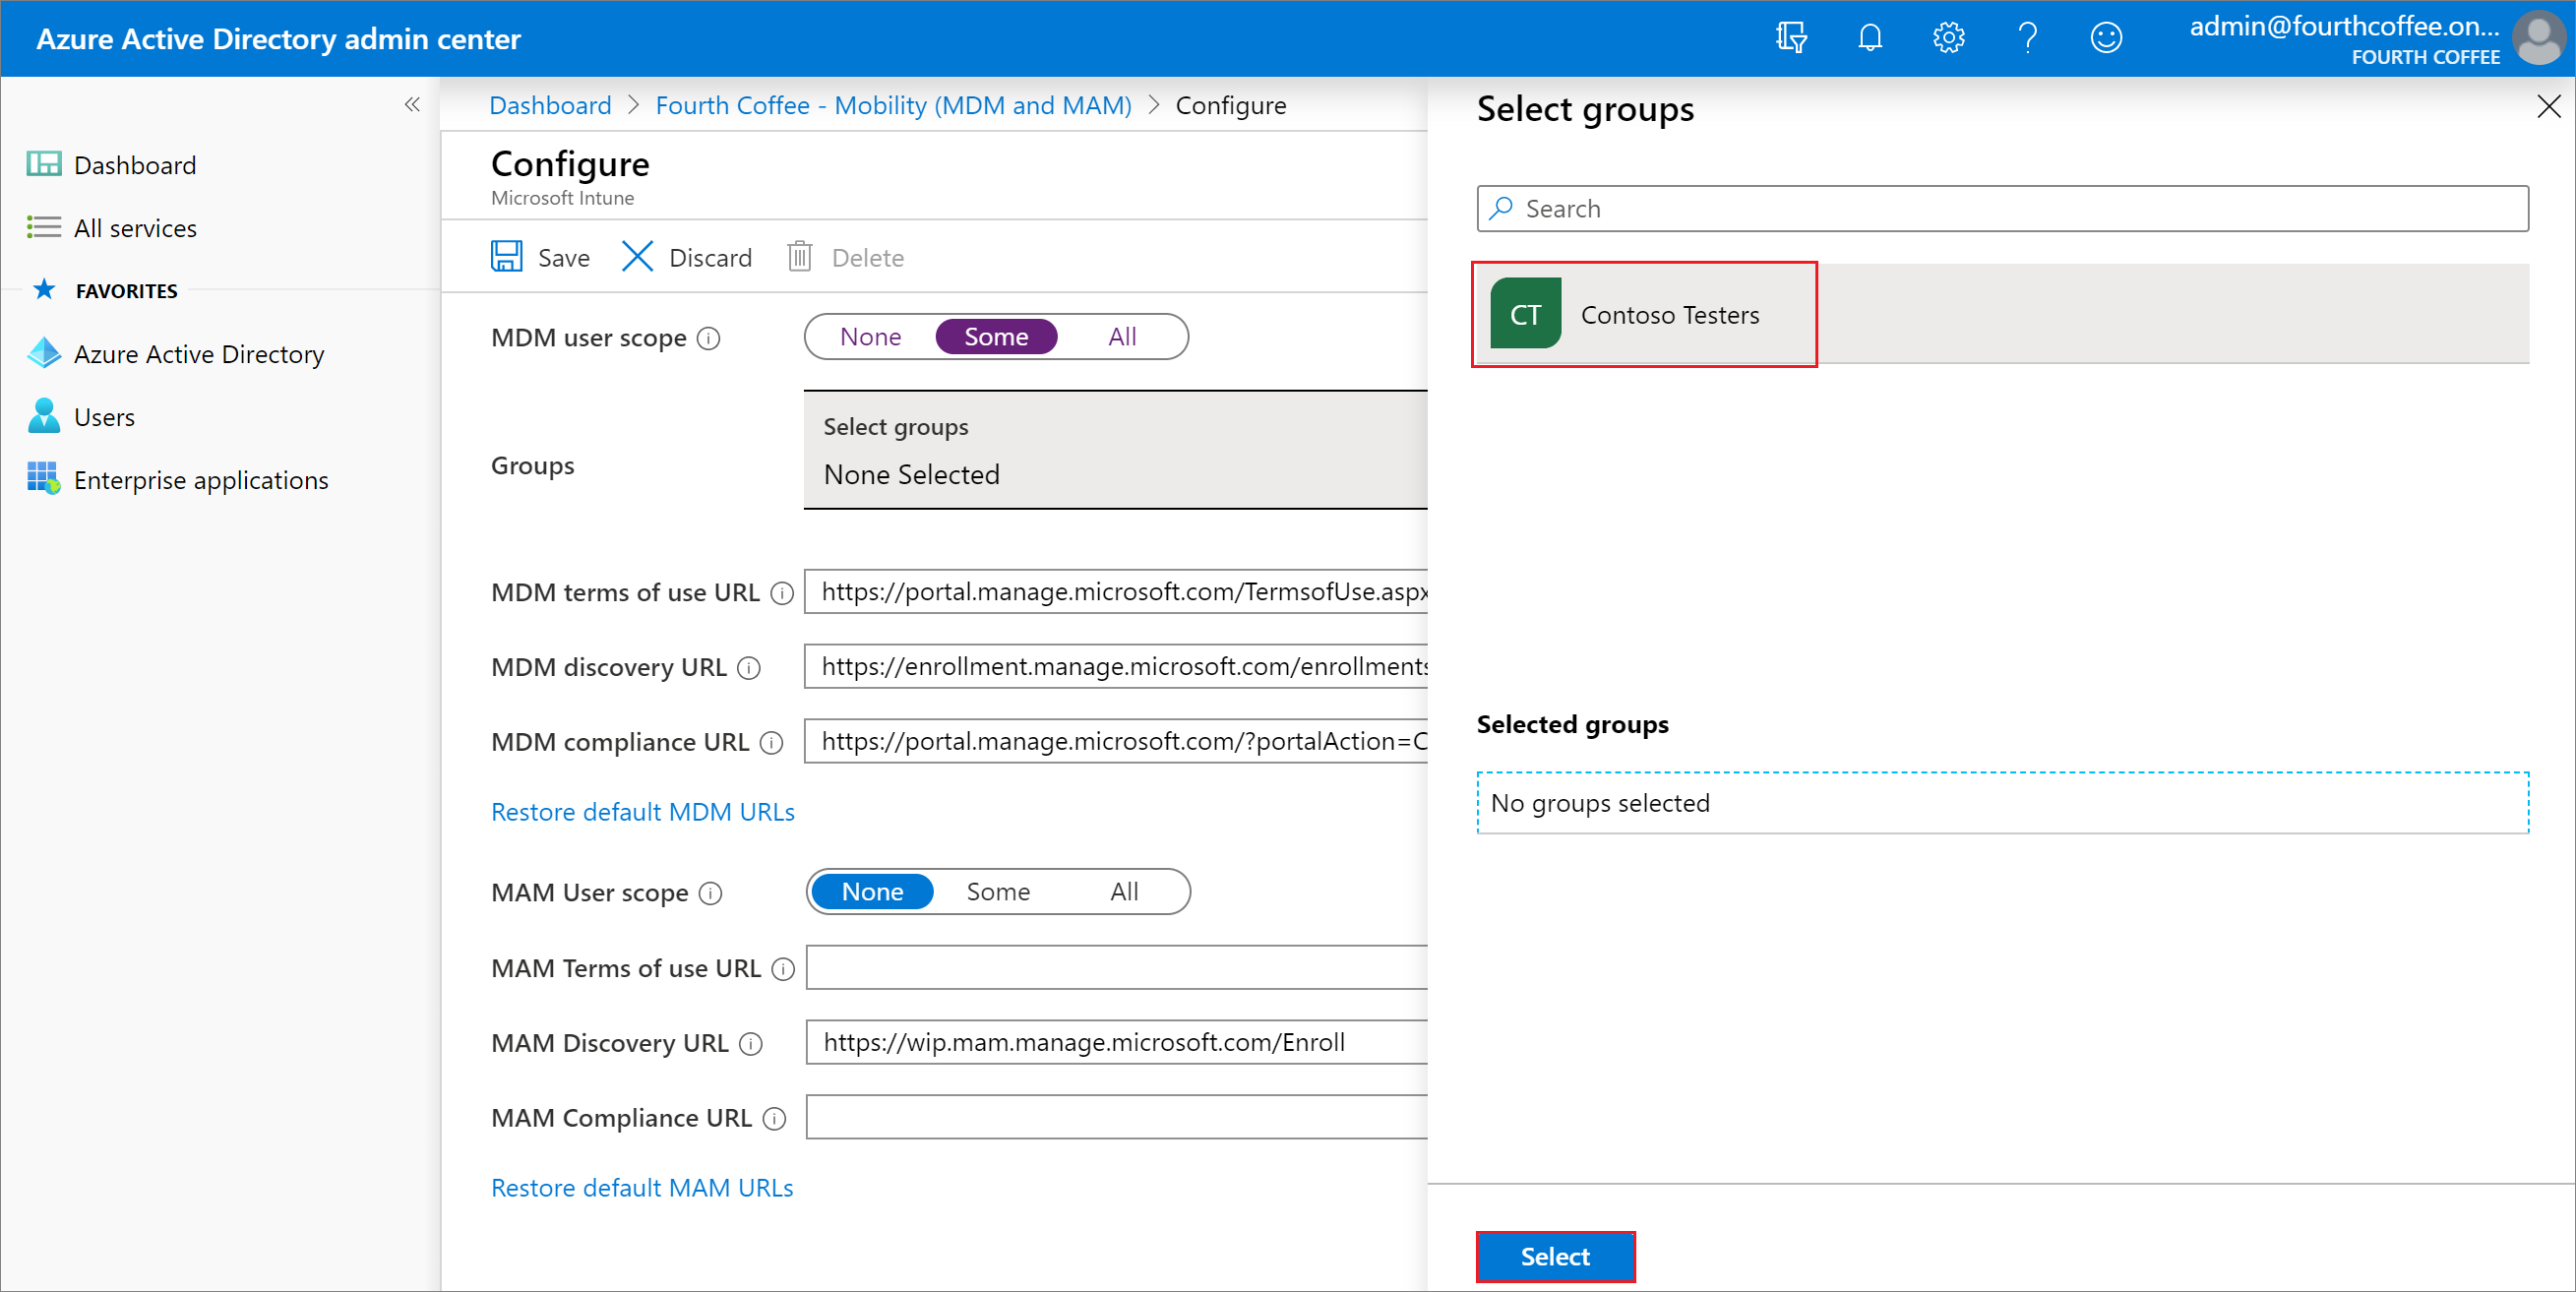 Azure Active Directory admin center
admin@fourthcoffee.on...
FOURTH COFFEE
Dashboard
All services
FAVORITES
Azure Active Directory
Users
Enterprise applications
Dashboard > Fourth Coffee - Mobility (MDM and MAM) > Configure
Configure
Microsoft Intune
Save Discard Delete
MDM user scope None Some All
Groups
Select groups
None Selected
MDM terms of use URL https://portal.manage.microsoft.com/TermsofUse.aspx
MDM discovery URL https://enrollment.manage.microsoft.com/enrollments
MDM compliance URL https://portal.manage.microsoft.com/?portalAction=C
Restore default MDM URLs
MAM User scope None Some All
MAM Terms of use URL
MAM Discovery URL https://wip.mam.manage.microsoft.com/Enroll
MAM Compliance URL
Restore default MAM URLs
Select groups
Search
CT Contoso Testers
Selected groups
No groups selected
Select